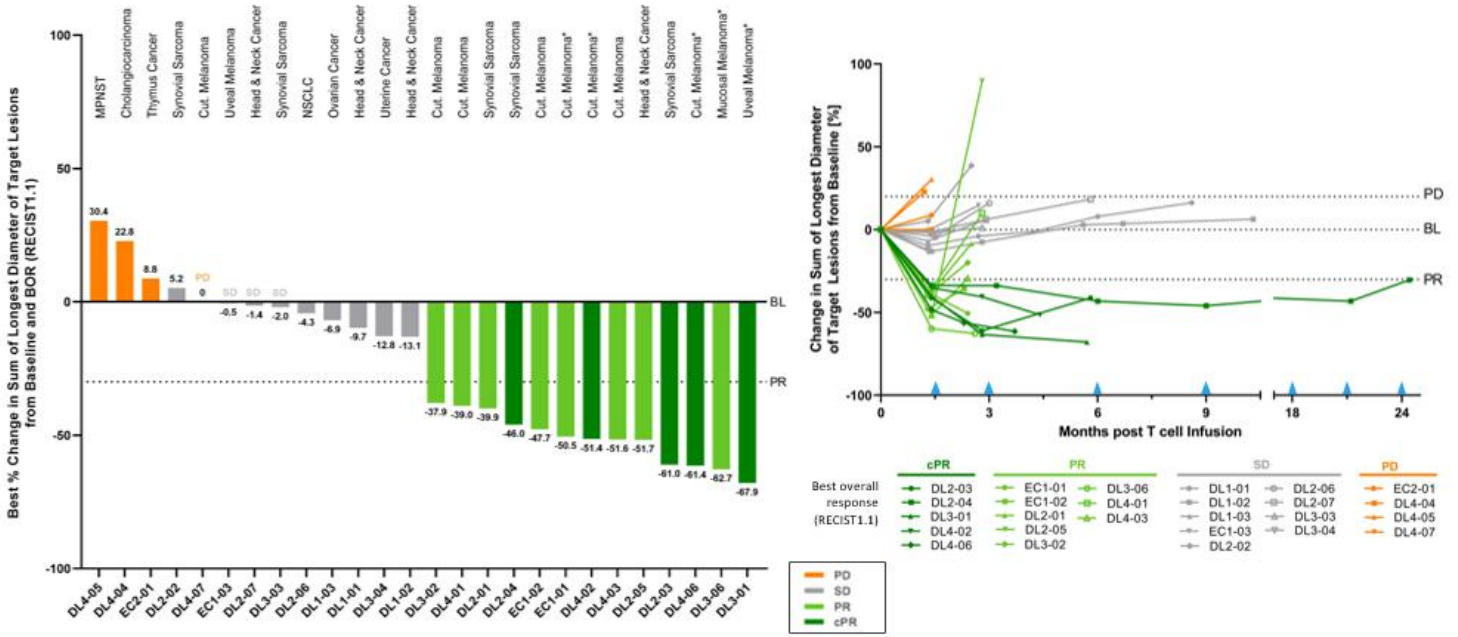 Best % Change in Sum of Longest Diameter of Target Lesions
from Baseline and BOR (RECIST1.1)
100
50
0
-50
-100
MPNST
Cholangiocarcinoma
Thymus Cancer
Synovial Sarcoma
Cut. Melanoma
Uveal Melanoma
Head & Neck Cancer
Synovial Sarcoma
NSCLC
Ovarian Cancer
Head & Neck Cancer
Uterine Cancer
Head & Neck Cancer
Cut. Melanoma
Cut. Melanoma
Synovial Sarcoma
Synovial Sarcoma
Cut. Melanoma
Cut. Melanoma*
Cut. Melanoma*
Cut. Melanoma
Head & Neck Cancer
Synovial Sarcoma
Cut. Melanoma*
Mucosal Melanoma*
Uveal Melanoma*
30.4
22.8
8.8
5.2
PD
0
SD
-0.5
SD
-1.4
SD
-2.0
-4.3
-6.9
-9.7
-12.8
-13.1
-37.9
-39.0
-39.9
-46.0
-47.7
-50.5
-51.4
-51.6
-51.7
-61.0
-61.4
-62.7
-67.9
BL
PR
DL4-05
DL4-04
EC2-01
DL2-02
DL4-07
EC1-03
DL2-07
DL3-03
DL2-06
DL1-03
DL1-01
DL3-04
DL1-02
DL3-02
DL4-01
DL2-01
DL2-04
EC1-02
EC1-01
DL4-02
DL4-03
DL2-05
DL2-03
DL4-06
DL3-06
DL3-01
PD
SD
PR
cPR
Change in Sum of Longest Diameter
of Target Lesions from Baseline [%]
100
50
0
-50
-100
PD
BL
PR
0
3
6
9
18
24
Months post T cell Infusion
Best overall
response
(RECIST1.1)
cPR
DL2-03
DL2-04
DL3-01
DL4-02
DL4-06
PR
EC1-01
EC1-02
DL2-01
DL2-05
DL3-02
DL3-06
DL4-01
DL4-03
SD
DL1-01
DL1-02
DL1-03
EC1-03
DL2-02
DL2-06
DL2-07
DL3-03
DL3-04
PD
EC2-01
DL4-04
DL4-05
DL4-07